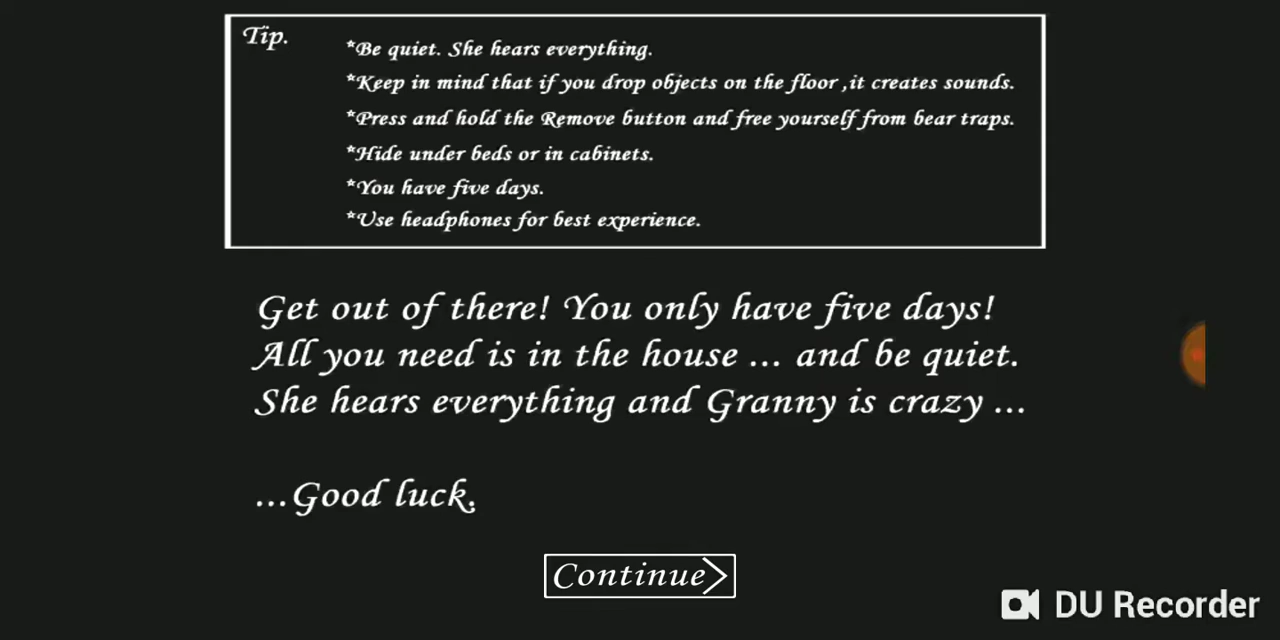 Tip.
*Be quiet. She hears everything.
*Keep in mind that if you drop objects on the floor ,it creates sounds.
*Press and hold the Remove button and free yourself from bear traps.
*Hide under beds or in cabinets.
*You have five days.
*Use headphones for best experience.
Get out of there! You only have five days!
All you need is in the house ... and be quiet.
She hears everything and Granny is crazy ...
...Good luck.
Continue
DU Recorder